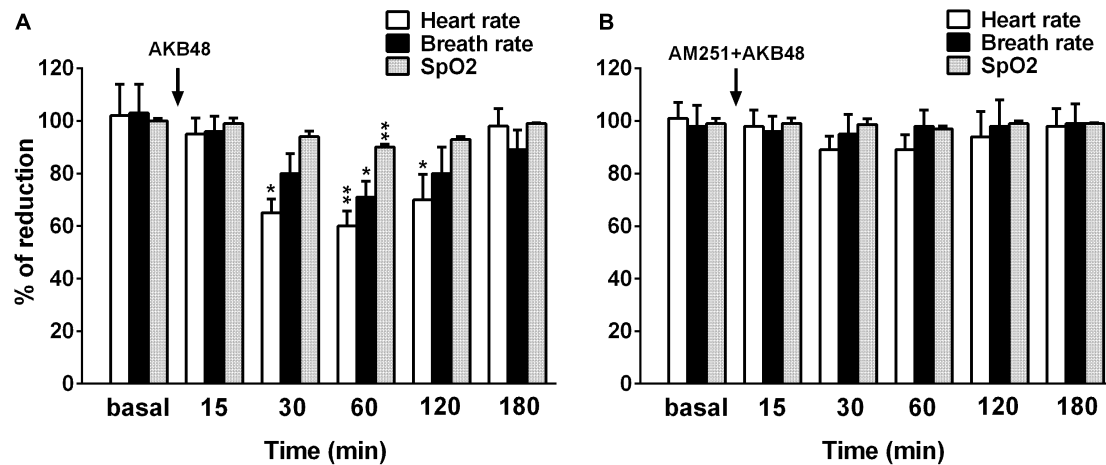 A
Heart rate
Breath rate
SpO2
AKB48
% of reduction
120
100
80
60
40
20
0
*
**
*
**
*
basal 15 30 60 120 180
Time (min)
B
Heart rate
Breath rate
SpO2
AM251+AKB48
% of reduction
120
100
80
60
40
20
0
basal 15 30 60 120 180
Time (min)